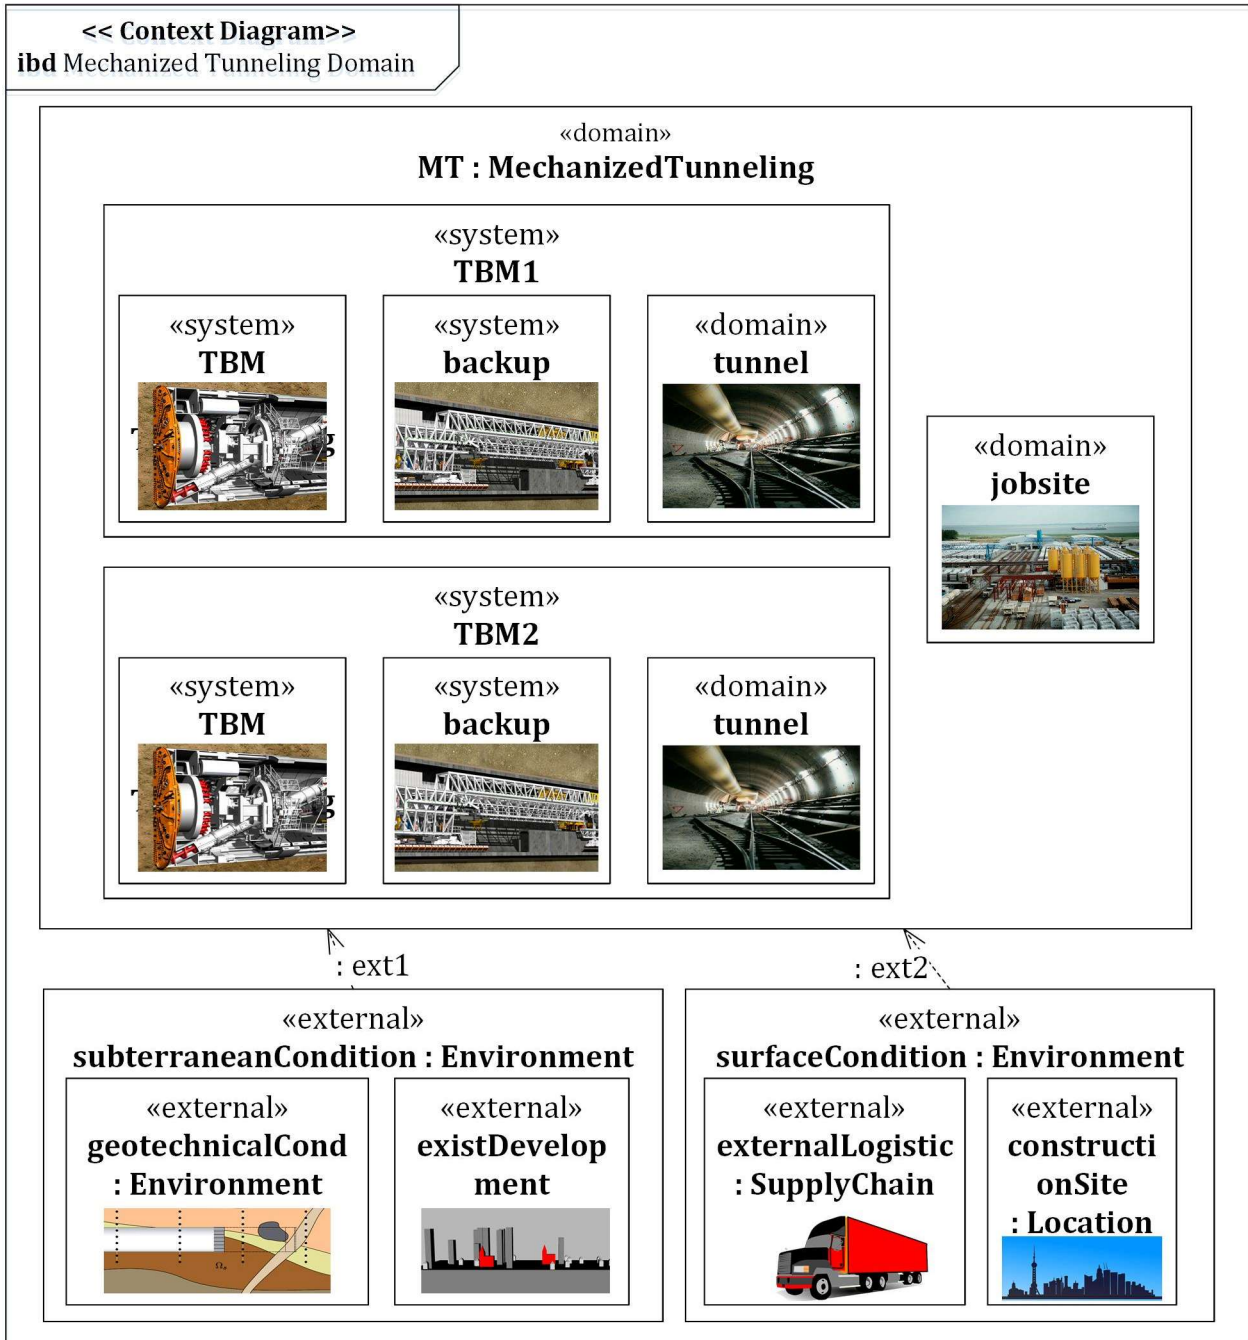 << Context Diagram>>
ibd Mechanized Tunneling Domain
«domain»
MT : MechanizedTunneling
«system»
TBM1
«system»
TBM
«system»
backup
«domain»
tunnel
«domain»
jobsite
«system»
TBM2
«system»
TBM
«system»
backup
«domain»
tunnel
: ext1
: ext2
«external»
subterraneanCondition : Environment
«external»
geotechnicalCond
: Environment
«external»
existDevelop
ment
«external»
surfaceCondition : Environment
«external»
externalLogistic
: SupplyChain
«external»
constructi
onSite
: Location